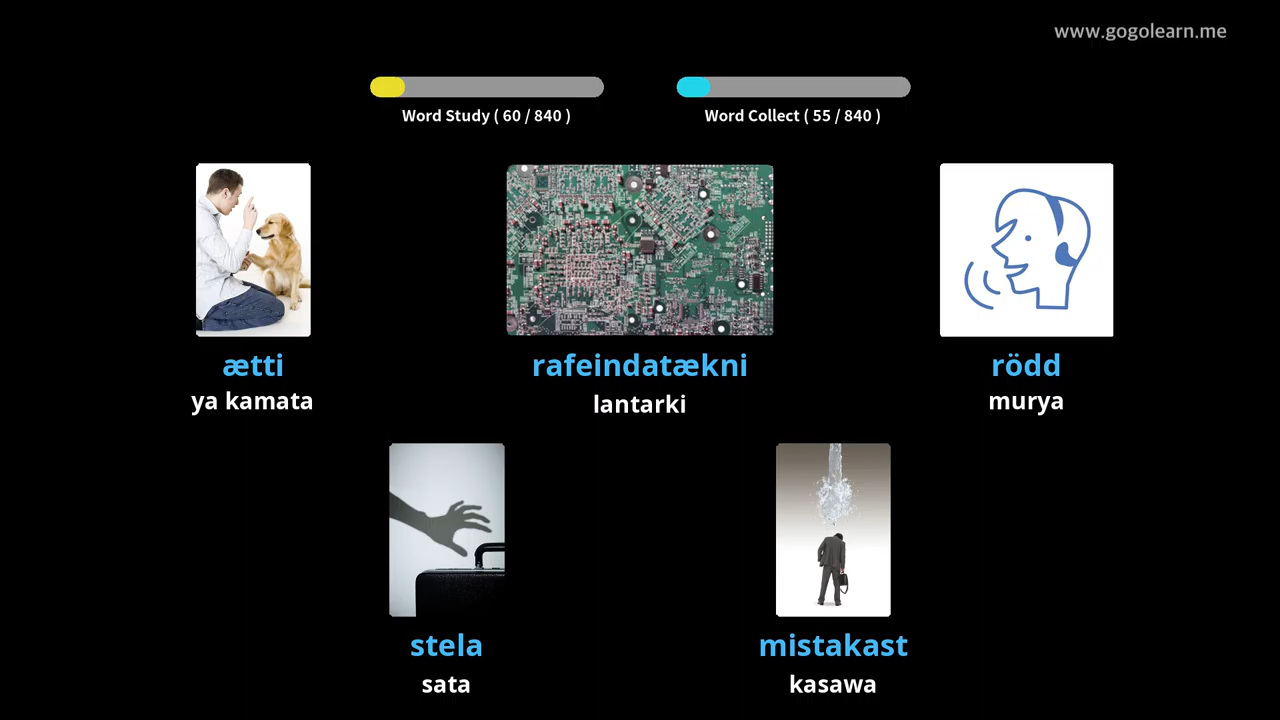 www.gogolearn.me
Word Study ( 60 / 840 )
Word Collect ( 55 / 840 )
ætti
ya kamata
rafeindatækni
lantarki
rödd
murya
stela
sata
mistakast
kasawa